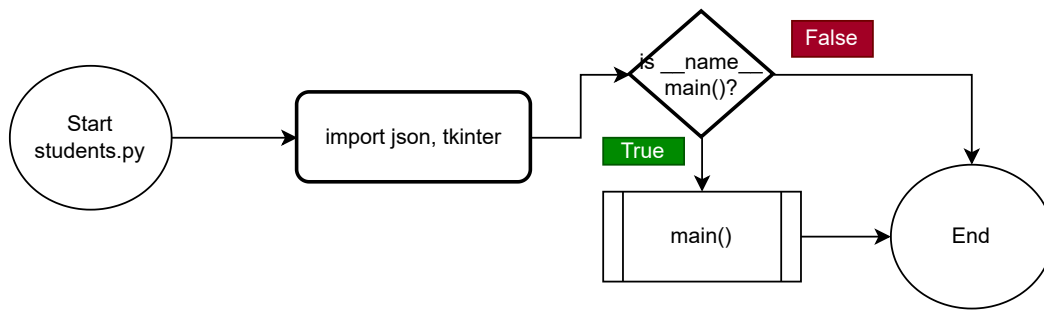 Start
students.py
import json, tkinter
is __name__
main()?
False
True
main()
End